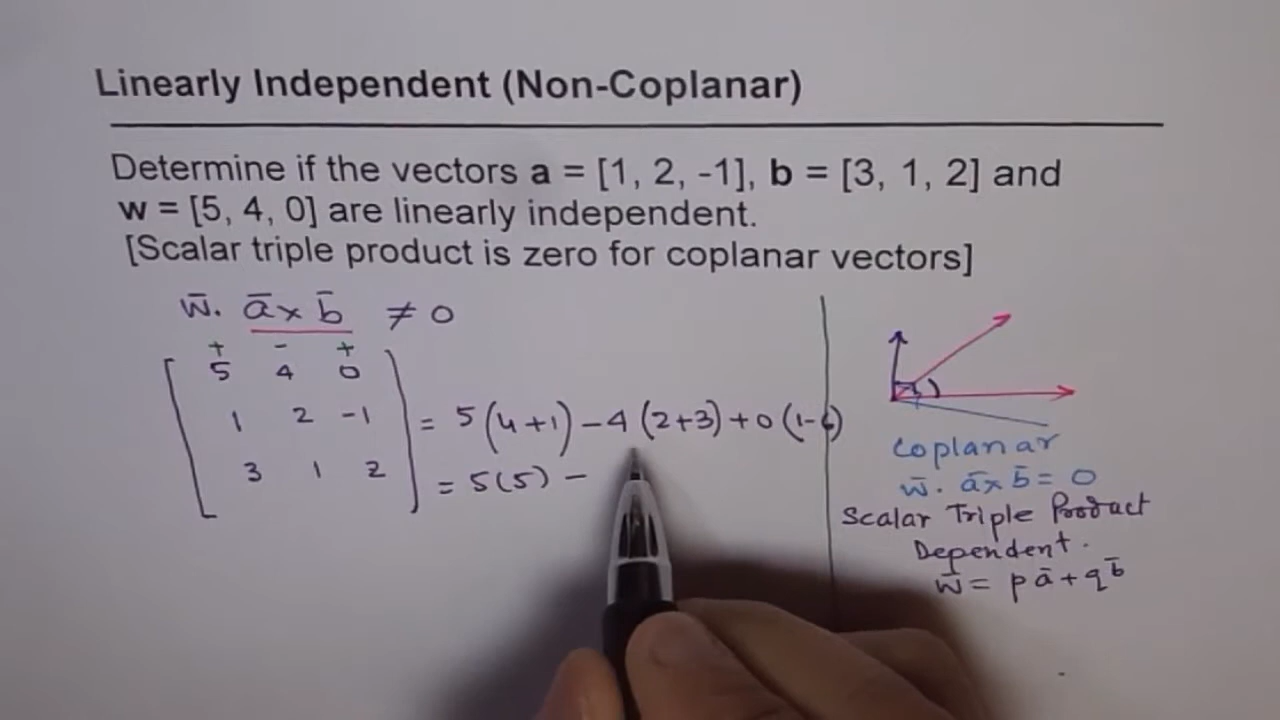 Linearly Independent (Non-Coplanar)
Determine if the vectors a = [1, 2, -1], b = [3, 1, 2] and
w = [5, 4, 0] are linearly independent.
[Scalar triple product is zero for coplanar vectors]
w̄. ā × b̄ ≠ 0
+ - +
5 4 0
1 2 -1 = 5(4+1) - 4(2+3) + 0(1-6)
3 1 2 = 5(5) -
Coplanar
w̄. ā × b̄ = 0
Scalar Triple Product
Dependent.
w̄ = pā + qb̄